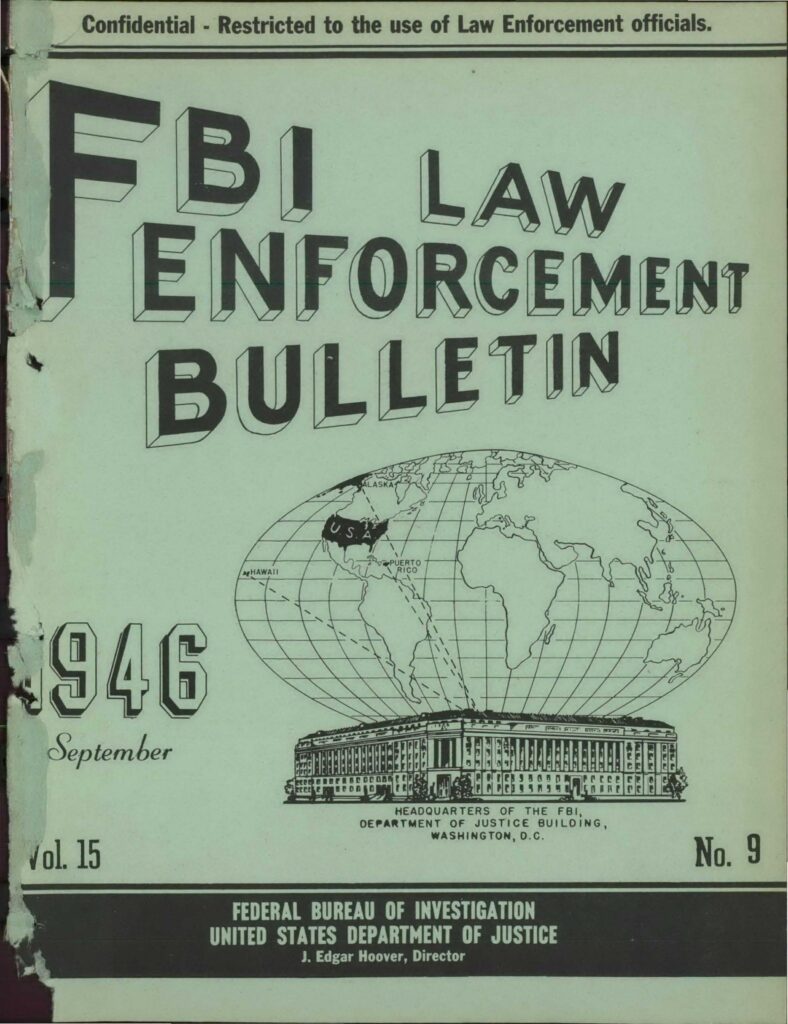 Confidential - Restricted to the use of Law Enforcement officials.
FBI LAW
ENFORCEMENT
BULLETIN
ALASKA
U.S.A
PUERTO
RICO
HAWAII
1946
September
HEADQUARTERS OF THE FBI,
DEPARTMENT OF JUSTICE BUILDING,
WASHINGTON, D.C.
Vol. 15
No. 9
FEDERAL BUREAU OF INVESTIGATION
UNITED STATES DEPARTMENT OF JUSTICE
J. Edgar Hoover, Director